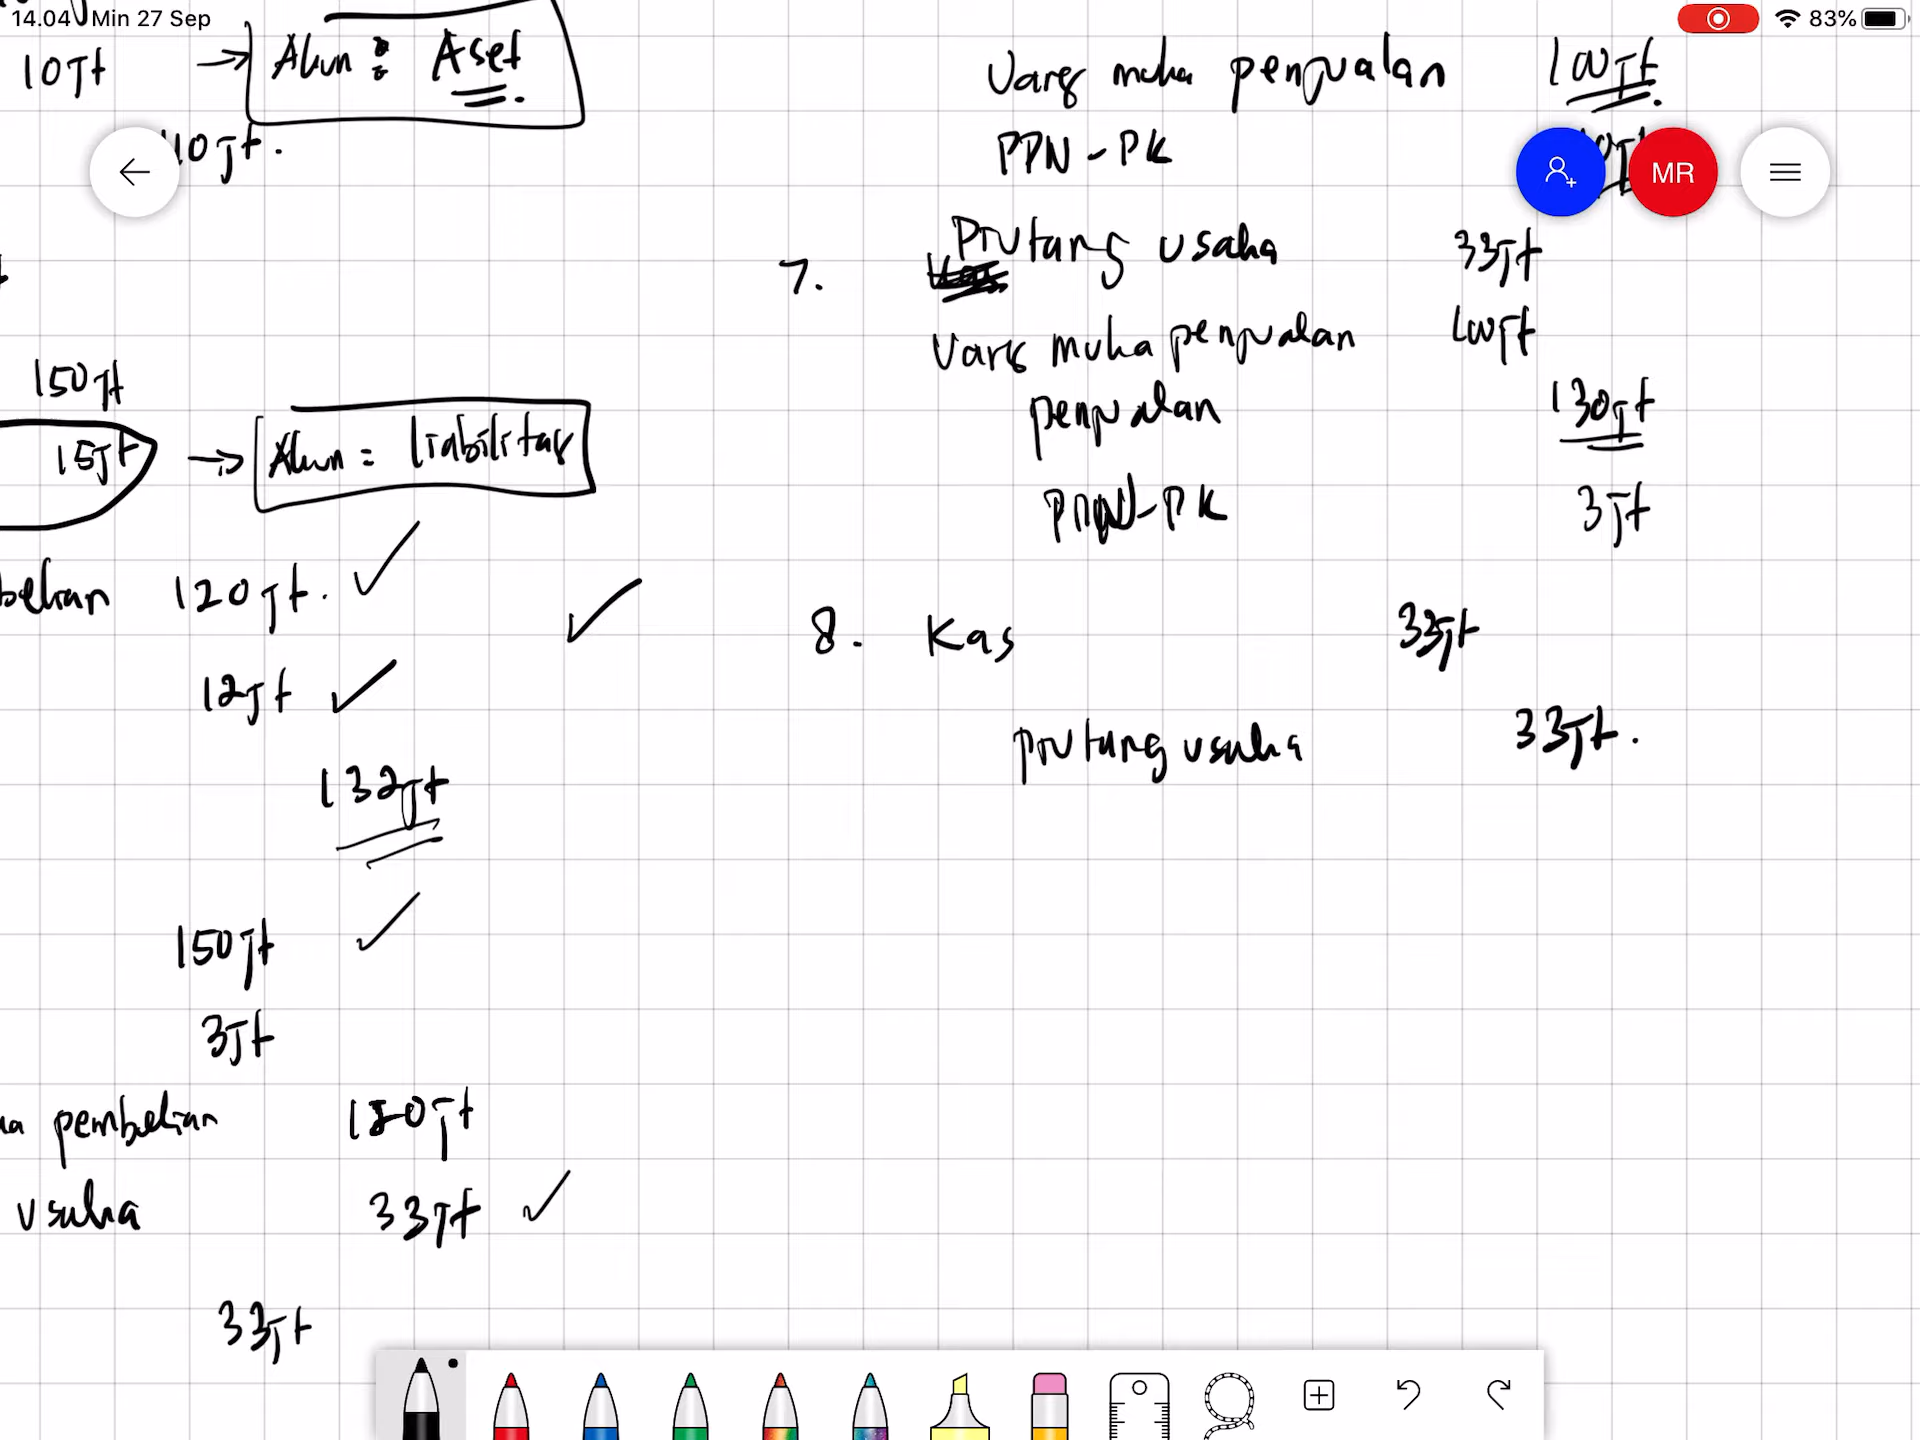 14.04 Min 27 Sep
83%
10Jt → Akun : Aset
10Jt.
150Jt
15Jt → Akun = liabilitas
120Jt.
12Jt
132Jt
150Jt
3Jt
pembelian
usaha 33Jt
33Jt
Uang muka penjualan 100Jt.
PPN - PK
MR
7. Piutang usaha 33Jt
Uang muka penjualan 100Jt
penjualan 130Jt
PPN - PK 3Jt
8. Kas 33Jt
piutang usaha 33Jt.